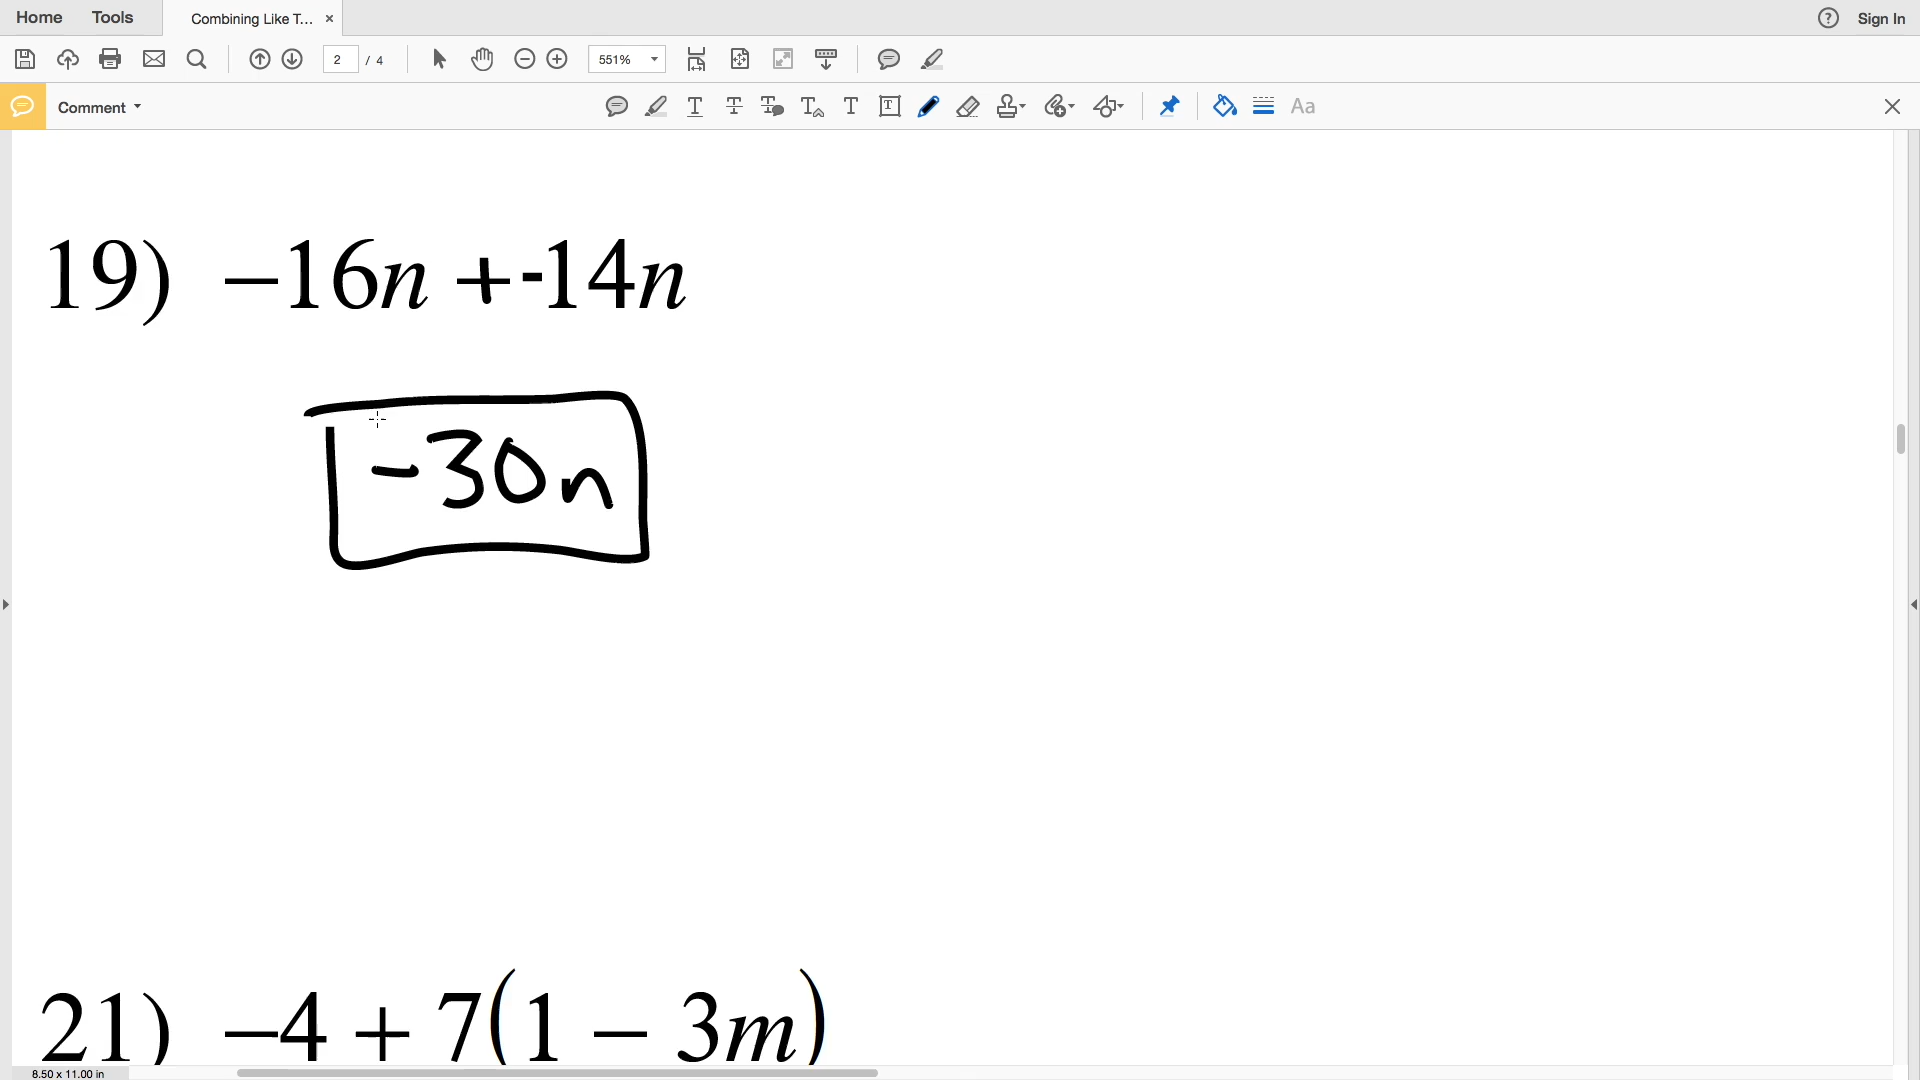 Home Tools Combining Like T... × ? Sign In
2 / 4 551%
Comment Aa
19) −16n +-14n
-30n
21) −4 + 7(1 − 3m)
8.50 x 11.00 in